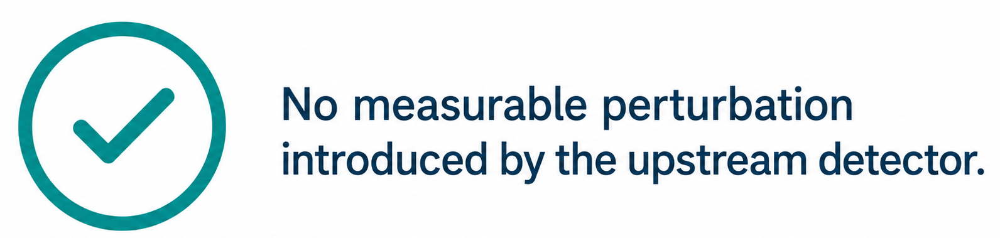 No measurable perturbation
introduced by the upstream detector.